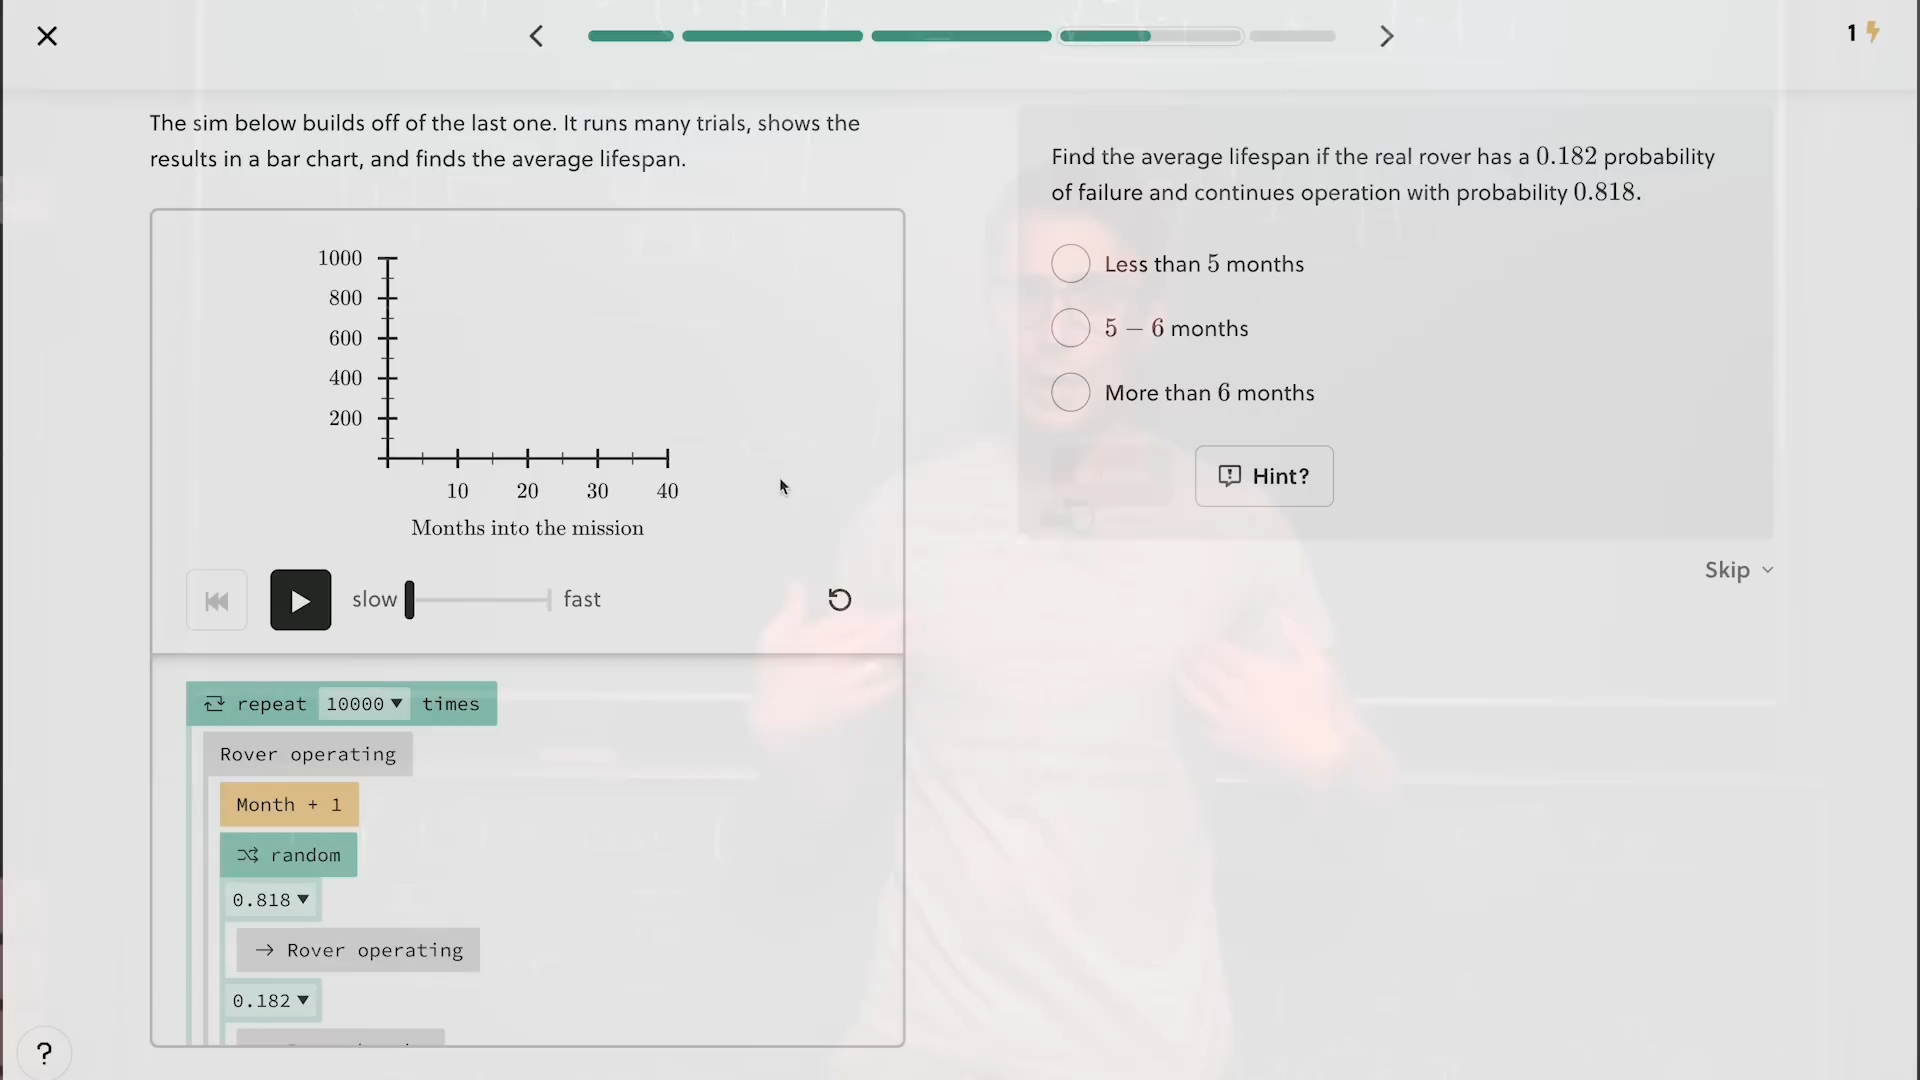 1
The sim below builds off of the last one. It runs many trials, shows the
results in a bar chart, and finds the average lifespan.
1000
800
600
400
200
10 20 30 40
Months into the mission
slow fast
repeat 10000 times
Rover operating
Month + 1
random
0.818
→ Rover operating
0.182
Find the average lifespan if the real rover has a 0.182 probability
of failure and continues operation with probability 0.818.
Less than 5 months
5 – 6 months
More than 6 months
Hint?
Skip
?